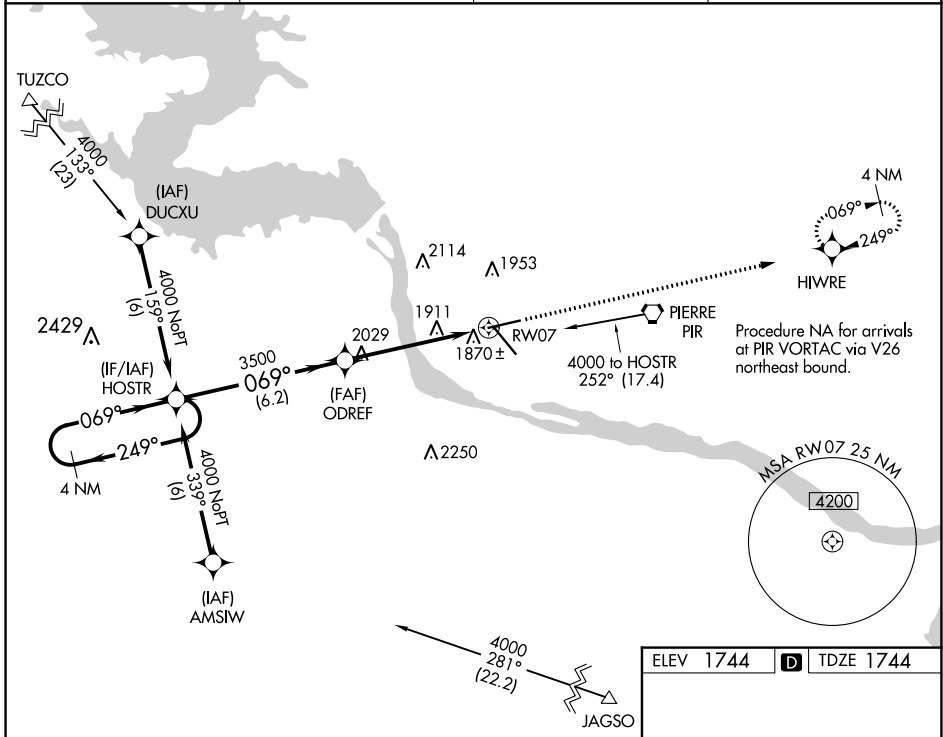 TUZCO
4000
133°
(23)
(IAF)
DUCXU
4000 NoPT
159°
(6)
2429
(IF/IAF)
HOSTR
069°
249°
4 NM
3500
069°
(6.2)
2029
(FAF)
ODREF
4000 NoPT
339°
(6)
(IAF)
AMSIW
2114
1953
1911
1870 ±
RW07
2250
4000 to HOSTR
252° (17.4)
PIERRE
PIR
4 NM
069°
249°
HIWRE
Procedure NA for arrivals
at PIR VORTAC via V26
northeast bound.
MSA RW07 25 NM
4200
4000
281°
(22.2)
JAGSO
ELEV 1744 D TDZE 1744